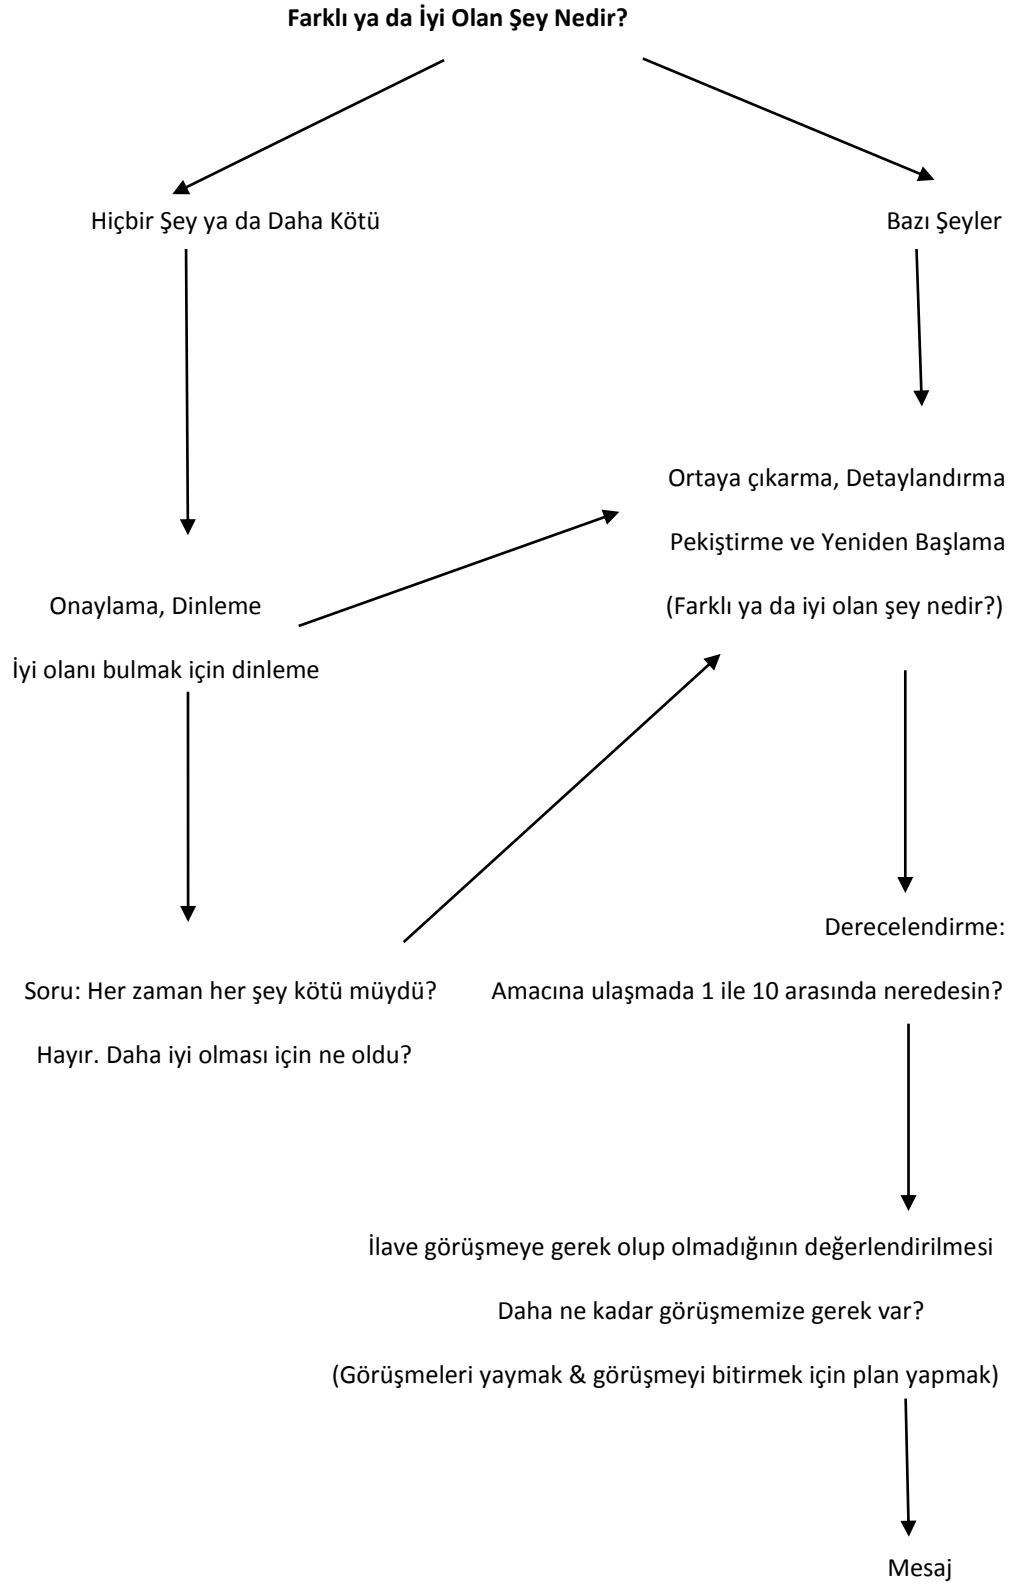 Farklı ya da İyi Olan Şey Nedir?
Hiçbir Şey ya da Daha Kötü
Bazı Şeyler
Ortaya çıkarma, Detaylandırma
Pekiştirme ve Yeniden Başlama
(Farklı ya da iyi olan şey nedir?)
Onaylama, Dinleme
İyi olanı bulmak için dinleme
Derecelendirme:
Amacına ulaşmada 1 ile 10 arasında neredesin?
Soru: Her zaman her şey kötü müydü?
Hayır. Daha iyi olması için ne oldu?
İlave görüşmeye gerek olup olmadığının değerlendirilmesi
Daha ne kadar görüşmemize gerek var?
(Görüşmeleri yaymak & görüşmeyi bitirmek için plan yapmak)
Mesaj